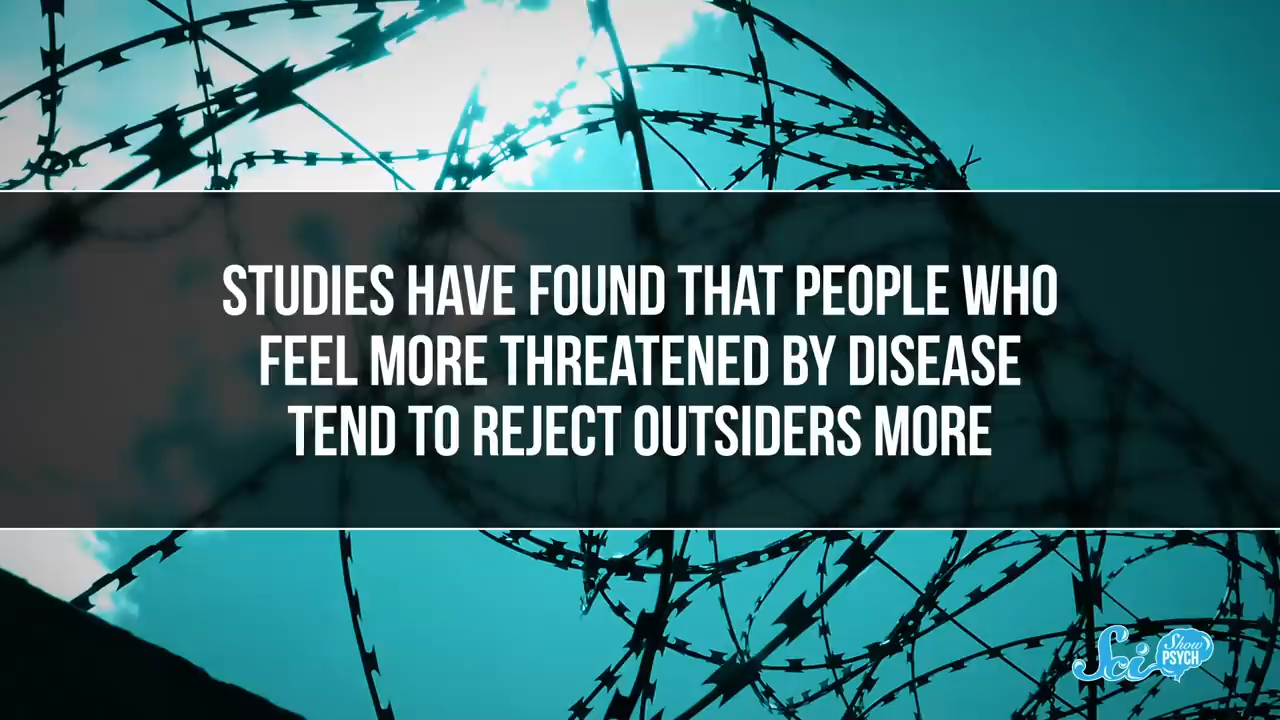 STUDIES HAVE FOUND THAT PEOPLE WHO
FEEL MORE THREATENED BY DISEASE
TEND TO REJECT OUTSIDERS MORE
Sci Show
PSYCH